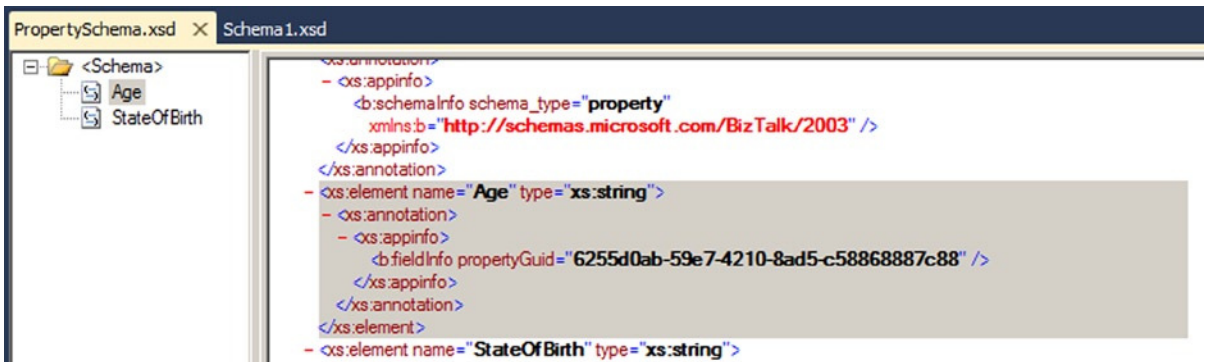 PropertySchema.xsd X Schema1.xsd
<Schema>
Age
StateOfBirth
</xs:annotation>
- <xs:appinfo>
<b:schemaInfo schema_type="property"
xmlns:b="http://schemas.microsoft.com/BizTalk/2003" />
</xs:appinfo>
</xs:annotation>
- <xs:element name="Age" type="xs:string">
- <xs:annotation>
- <xs:appinfo>
<b:fieldInfo propertyGuid="6255d0ab-59e7-4210-8ad5-c58868887c88" />
</xs:appinfo>
</xs:annotation>
</xs:element>
- <xs:element name="StateOfBirth" type="xs:string">